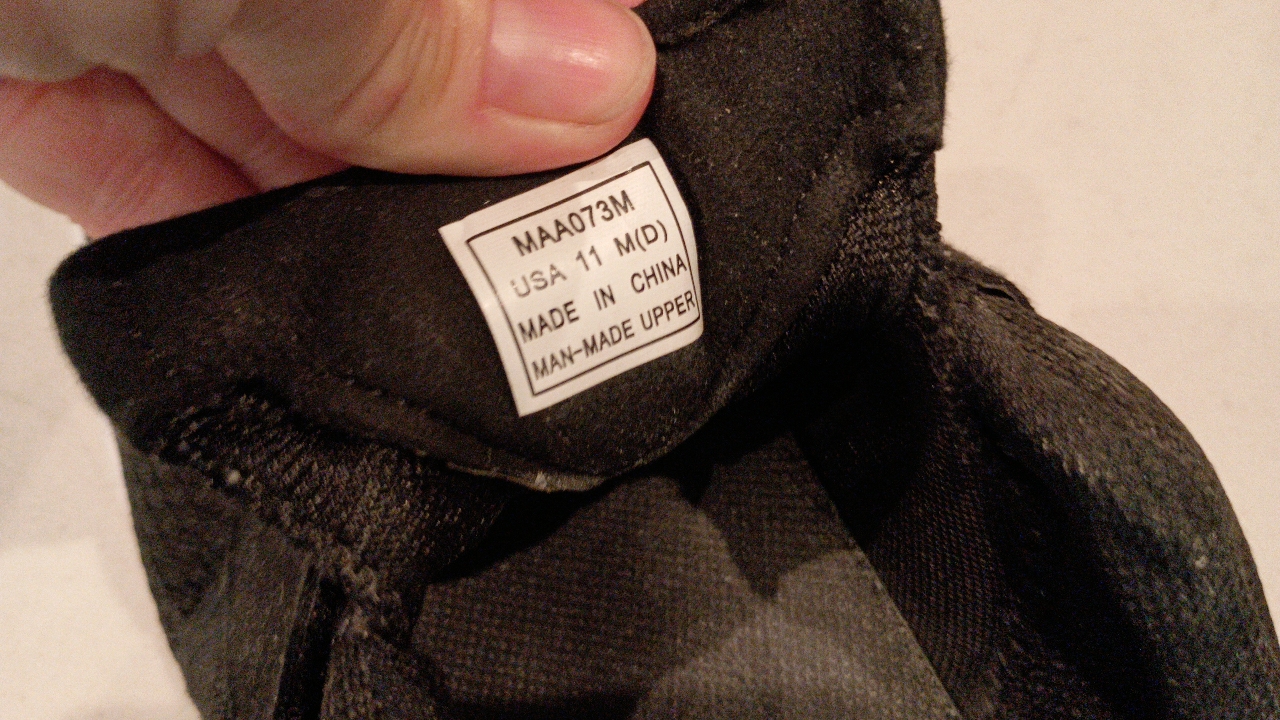 MAA073M
USA 11 M(D)
MADE IN CHINA
MAN-MADE UPPER